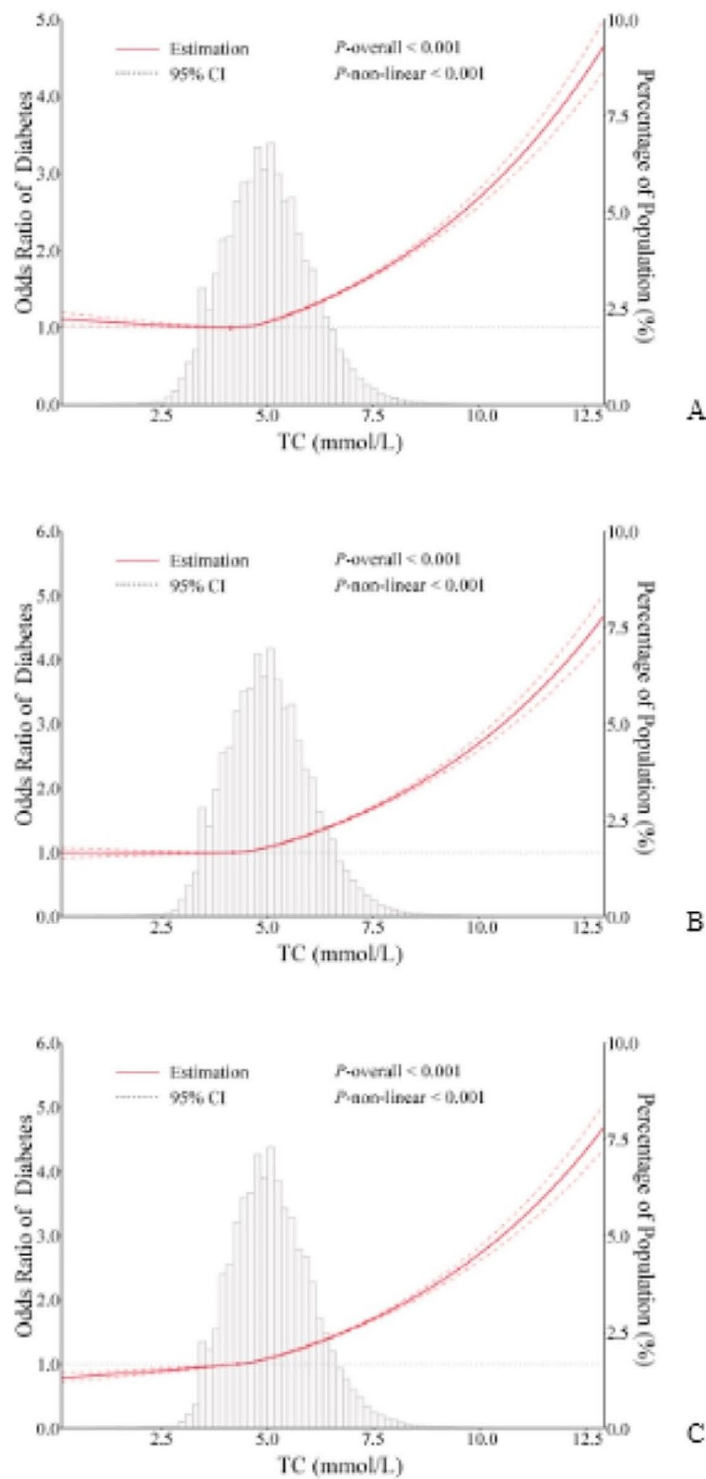 5.0
4.0
3.0
2.0
1.0
0.0
Odds Ratio of Diabetes
Estimation
95% CI
P-overall < 0.001
P-non-linear < 0.001
10.0
7.5
5.0
2.5
0.0
Percentage of Population (%)
2.5 5.0 7.5 10.0 12.5
TC (mmol/L)
A
6.0
5.0
4.0
3.0
2.0
1.0
0.0
Odds Ratio of Diabetes
Estimation
95% CI
P-overall < 0.001
P-non-linear < 0.001
10.0
7.5
5.0
2.5
0.0
Percentage of Population (%)
2.5 5.0 7.5 10.0 12.5
TC (mmol/L)
B
6.0
5.0
4.0
3.0
2.0
1.0
0.0
Odds Ratio of Diabetes
Estimation
95% CI
P-overall < 0.001
P-non-linear < 0.001
10.0
7.5
5.0
2.5
0.0
Percentage of Population (%)
2.5 5.0 7.5 10.0 12.5
TC (mmol/L)
C